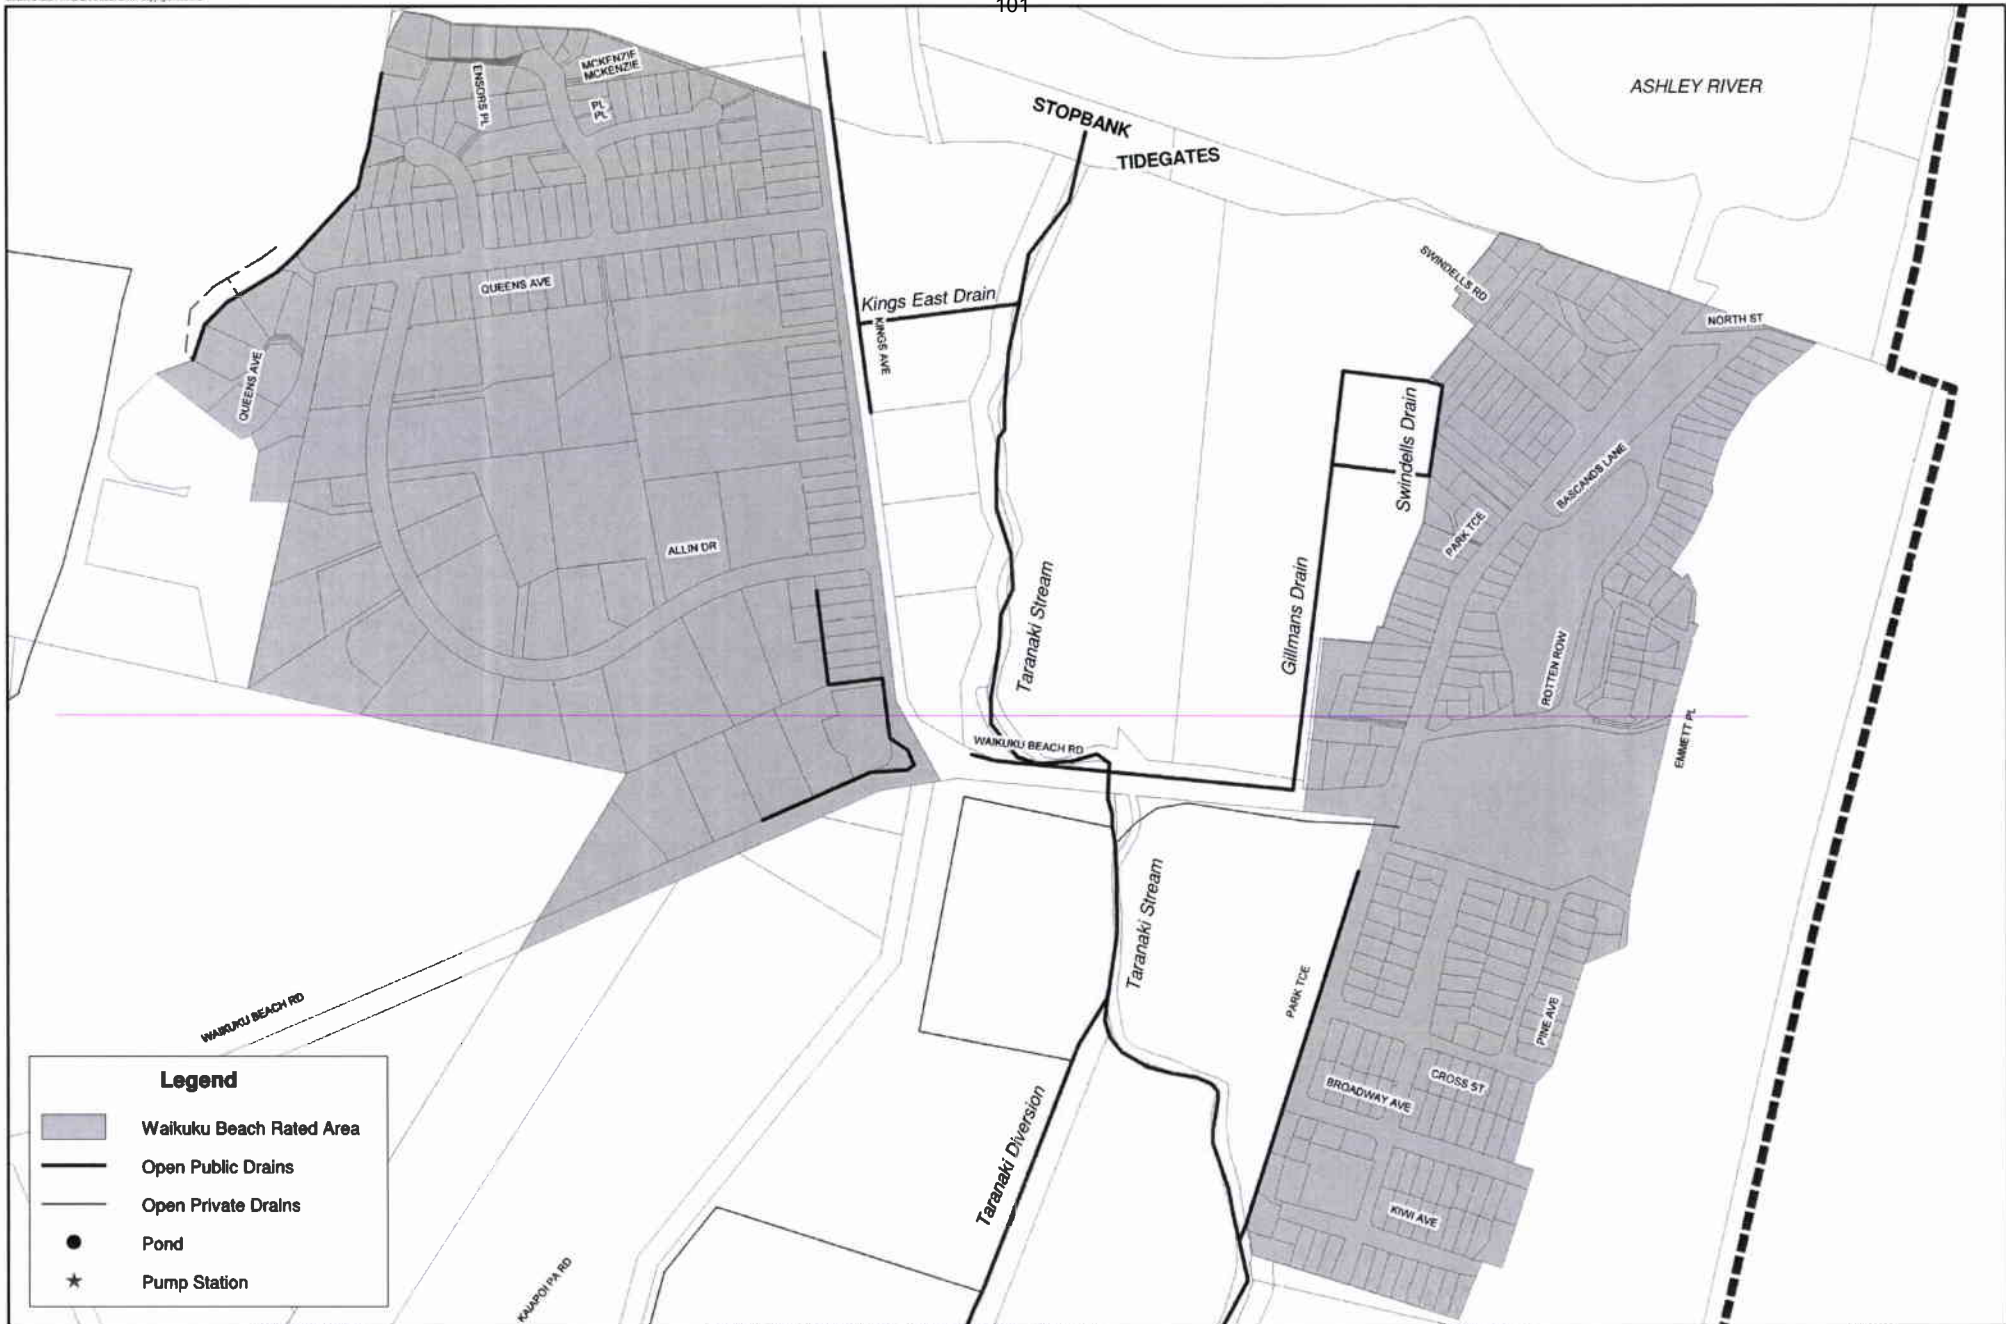 101
MCKENZIE
MCKENZIE
ENSORS PL
PL
PL
STOPBANK
TIDEGATES
ASHLEY RIVER
QUEENS AVE
QUEENS AVE
Kings East Drain
KINGS AVE
SWINDELLS RD
NORTH ST
Swindells Drain
BASCANDS LANE
PARK TCE
ALLIN DR
Taranaki Stream
Gillmans Drain
ROTTEN ROW
EMMETT PL
WAIKUKU BEACH RD
Taranaki Stream
PARK TCE
PINE AVE
WAIKUKU BEACH RD
CROSS ST
BROADWAY AVE
Taranaki Diversion
KIWI AVE
KAIAPOI PA RD
Legend
Waikuku Beach Rated Area
Open Public Drains
Open Private Drains
Pond
Pump Station